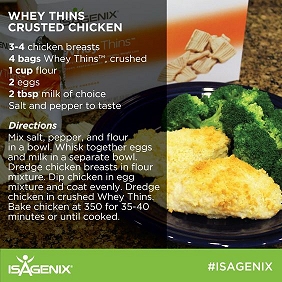 WHEY THINS
CRUSTED CHICKEN
3-4 chicken breasts
4 bags Whey Thins™, crushed
1 cup flour
2 eggs
2 tbsp milk of choice
Salt and pepper to taste
Directions
Mix salt, pepper, and flour
in a bowl. Whisk together eggs
and milk in a separate bowl.
Dredge chicken breasts in flour
mixture. Dip chicken in egg
mixture and coat evenly. Dredge
chicken in crushed Whey Thins.
Bake chicken at 350 for 35-40
minutes or until cooked.
ISAGENIX
#ISAGENIX